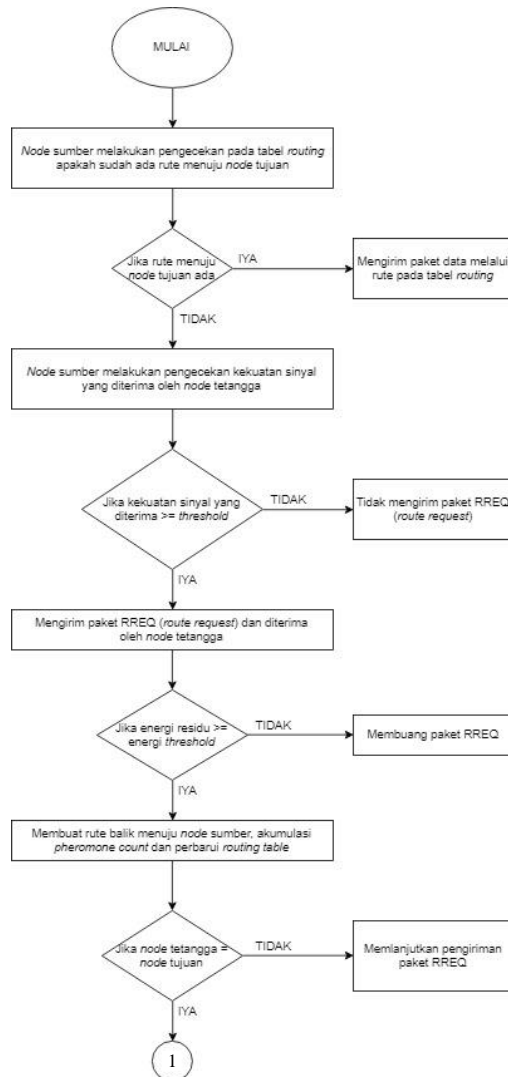 MULAI
Node sumber melakukan pengecekan pada tabel routing
apakah sudah ada rute menuju node tujuan
Jika rute menuju
node tujuan ada
IYA
Mengirim paket data melalui
rute pada tabel routing
TIDAK
Node sumber melakukan pengecekan kekuatan sinyal
yang diterima oleh node tetangga
Jika kekuatan sinyal yang
diterima >= threshold
TIDAK
Tidak mengirim paket RREQ
(route request)
IYA
Mengirim paket RREQ (route request) dan diterima
oleh node tetangga
Jika energi residu >=
energi threshold
TIDAK
Membuang paket RREQ
IYA
Membuat rute balik menuju node sumber, akumulasi
pheromone count dan perbarui routing table
Jika node tetangga =
node tujuan
TIDAK
Memlanjutkan pengiriman
paket RREQ
IYA
1